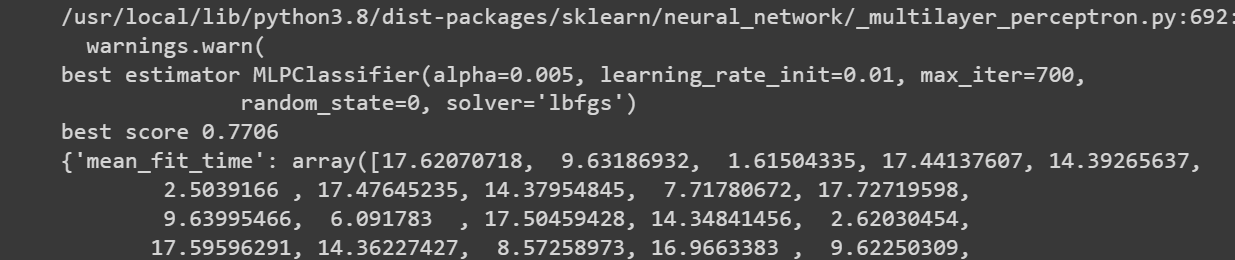 /usr/local/lib/python3.8/dist-packages/sklearn/neural_network/_multilayer_perceptron.py:692:
warnings.warn(
best estimator MLPClassifier(alpha=0.005, learning_rate_init=0.01, max_iter=700,
random_state=0, solver='lbfgs')
best score 0.7706
{'mean_fit_time': array([17.62070718,  9.63186932,  1.61504335, 17.44137607, 14.39265637,
2.5039166 , 17.47645235, 14.37954845,  7.71780672, 17.72719598,
9.63995466,  6.091783  , 17.50459428, 14.34841456,  2.62030454,
17.59596291, 14.36227427,  8.57258973, 16.9663383 ,  9.62250309,